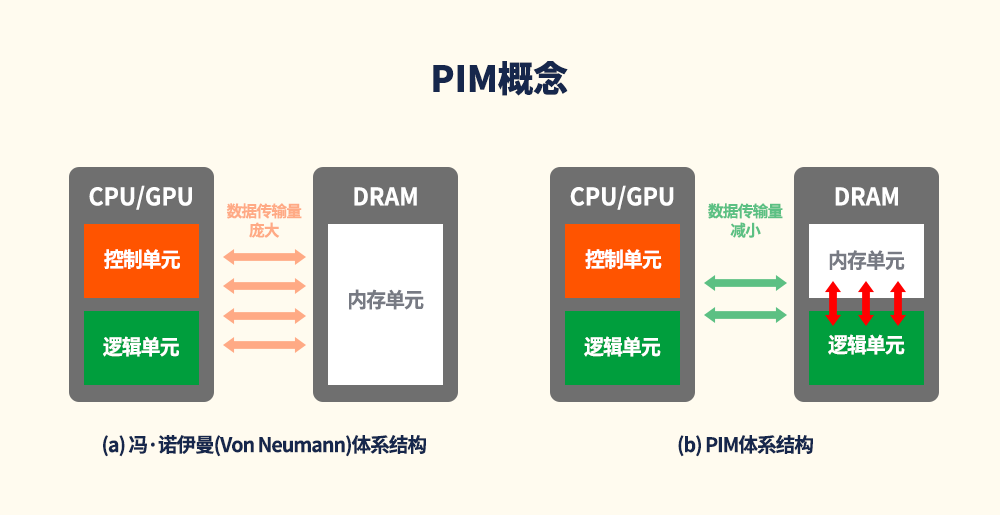 PIM概念
CPU/GPU
控制单元
逻辑单元
数据传输量
庞大
DRAM
内存单元
(a) 冯·诺伊曼(Von Neumann)体系结构
CPU/GPU
控制单元
逻辑单元
数据传输量
减小
DRAM
内存单元
逻辑单元
(b) PIM体系结构